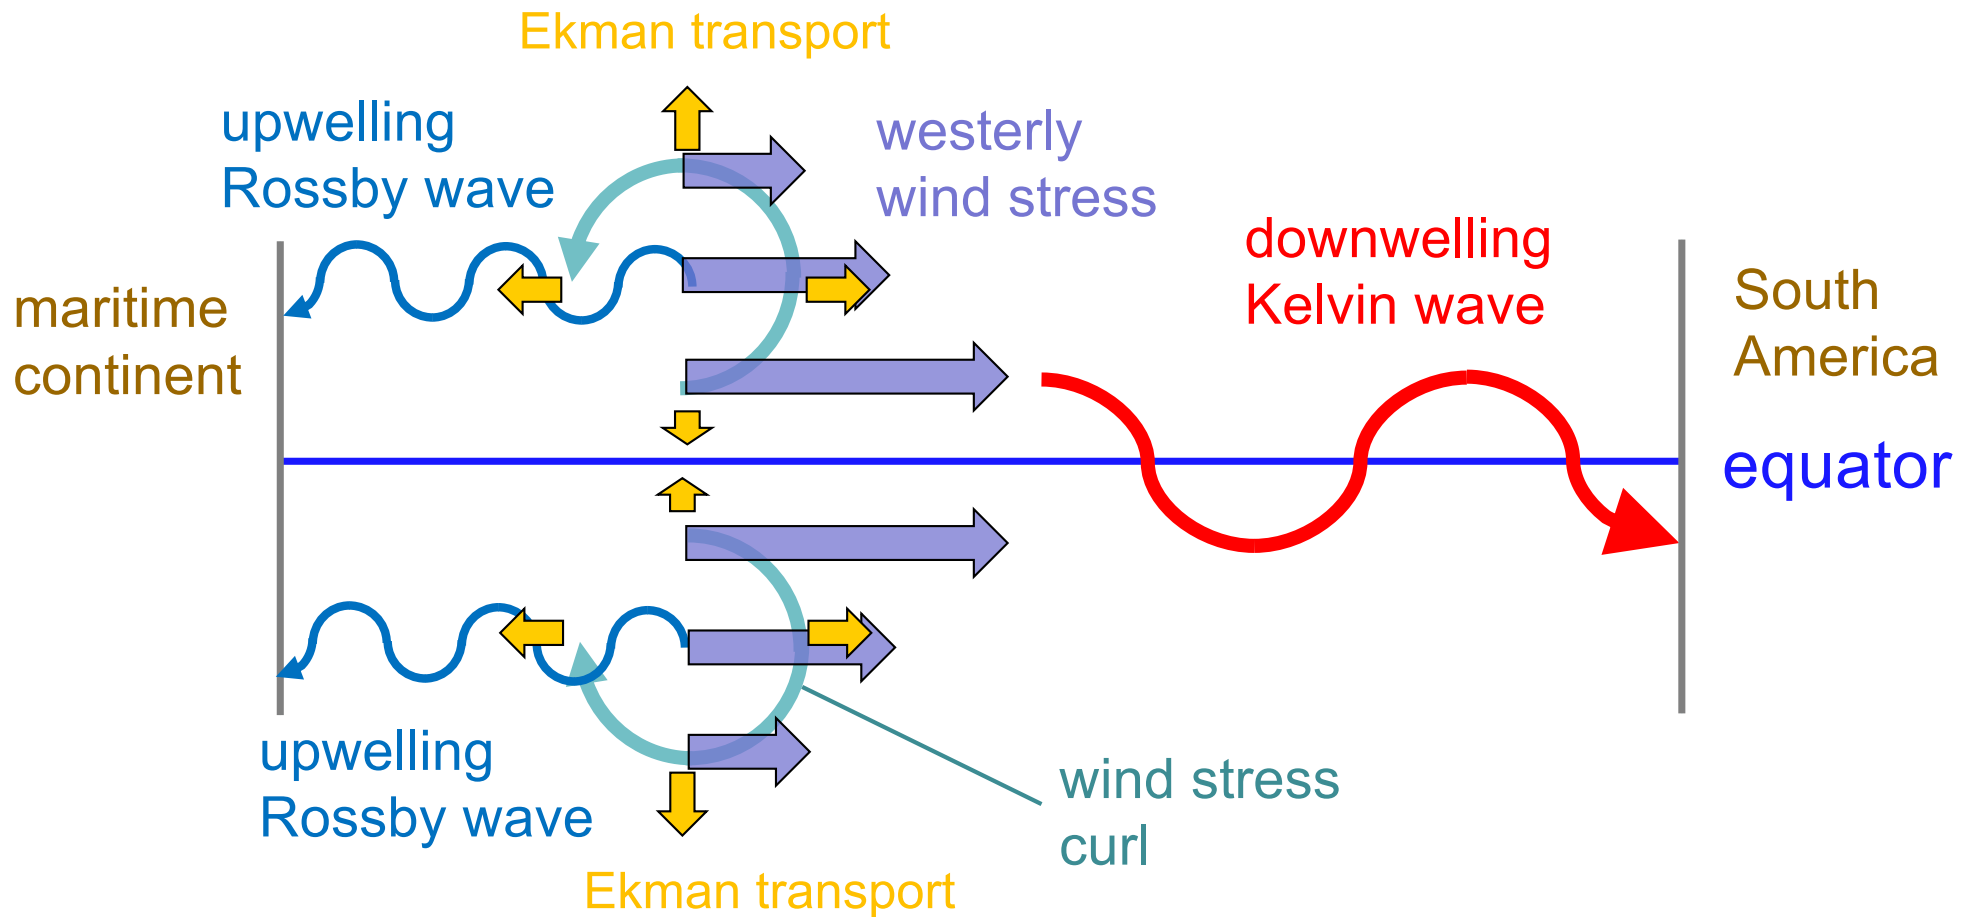 Ekman transport
upwelling
Rossby wave
westerly
wind stress
downwelling
Kelvin wave
maritime
continent
South
America
equator
upwelling
Rossby wave
wind stress
curl
Ekman transport